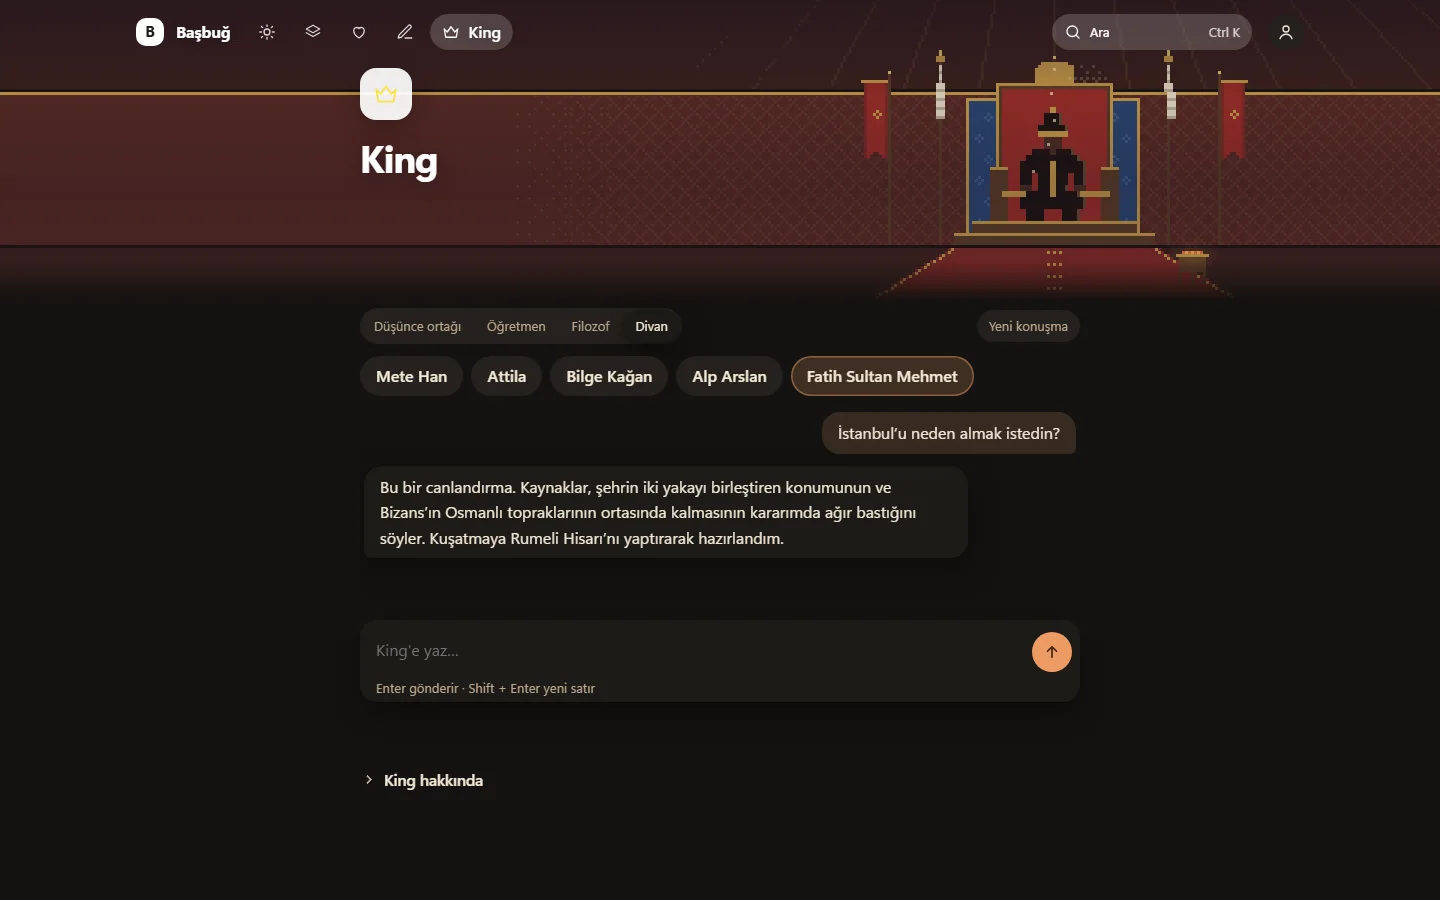 B Başbuğ King Ara Ctrl K
King
Düşünce ortağı Öğretmen Filozof Divan Yeni konuşma
Mete Han Attila Bilge Kağan Alp Arslan Fatih Sultan Mehmet
İstanbul'u neden almak istedin?
Bu bir canlandırma. Kaynaklar, şehrin iki yakayı birleştiren konumunun ve
Bizans'ın Osmanlı topraklarının ortasında kalmasının kararımda ağır bastığını
söyler. Kuşatmaya Rumeli Hisarı'nı yaptırarak hazırlandım.
King'e yaz...
Enter gönderir · Shift + Enter yeni satır
King hakkında